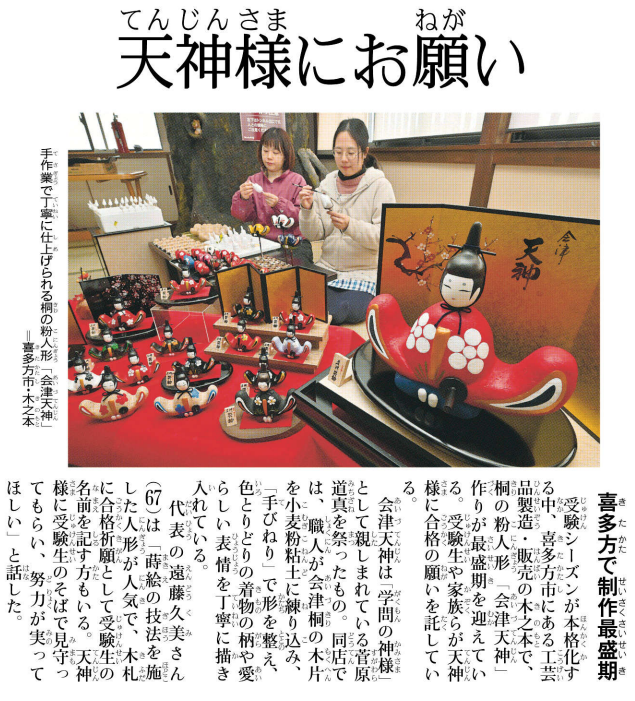 てんじんさま ねが
天神様にお願い
手作業で丁寧に仕上げられる桐の粉人形「会津天神」
=喜多方市・木之本
会津
天神
喜多方で制作最盛期
受験シーズンが本格化す
る中、喜多方市にある工芸
品製造・販売の木之本で、
桐の粉人形「会津天神」
作りが最盛期を迎えてい
る。受験生や家族らが天神
様に合格の願いを託してい
る。
会津天神は「学問の神様」
として親しまれている菅原
道真を祭ったもの。同店で
は、職人が会津桐の木片
を小麦粉粘土に練り込み、
「手びねり」で形を整え、
色とりどりの着物の柄や愛
らしい表情を丁寧に描き
入れている。
代表の遠藤久美さん
(67)は「蒔絵の技法を施
した人形が人気で、木札
に合格祈願として受験生の
名前を記す方もいる。天神
様に受験生のそばで見守っ
てもらい、努力が実って
ほしい」と話した。